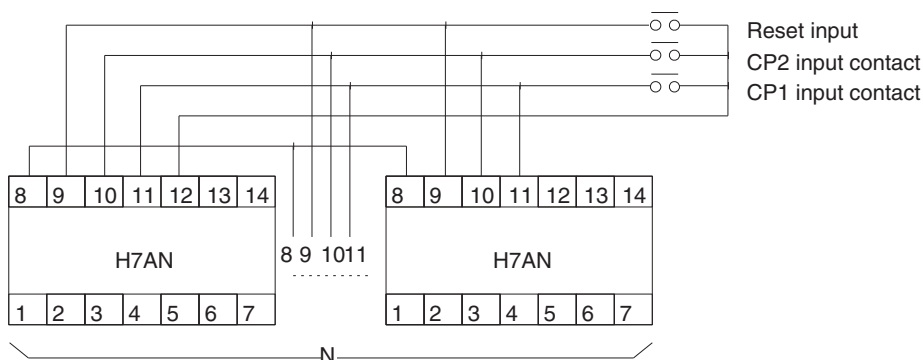 Reset input
CP2 input contact
CP1 input contact
8 9 10 11 12 13 14
8 9 10 11 12 13 14
8 9 10 11
H7AN
H7AN
1 2 3 4 5 6 7
1 2 3 4 5 6 7
N